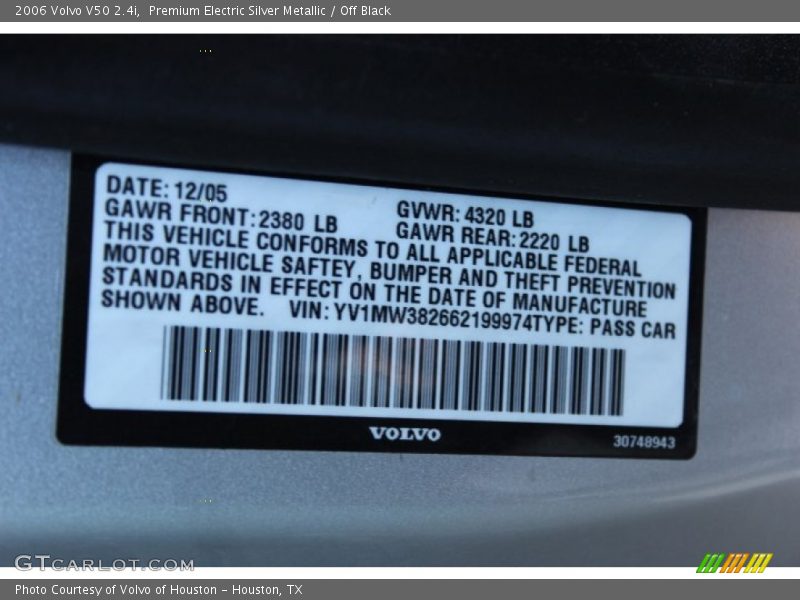 2006 Volvo V50 2.4i,  Premium Electric Silver Metallic / Off Black
DATE: 12/05
GVWR: 4320 LB
GAWR FRONT: 2380 LB
GAWR REAR: 2220 LB
THIS VEHICLE CONFORMS TO ALL APPLICABLE FEDERAL
MOTOR VEHICLE SAFTEY, BUMPER AND THEFT PREVENTION
STANDARDS IN EFFECT ON THE DATE OF MANUFACTURE
SHOWN ABOVE. VIN: YV1MW382662199974TYPE: PASS CAR
VOLVO
30748943
GTCARLOT.COM
Photo Courtesy of Volvo of Houston - Houston, TX